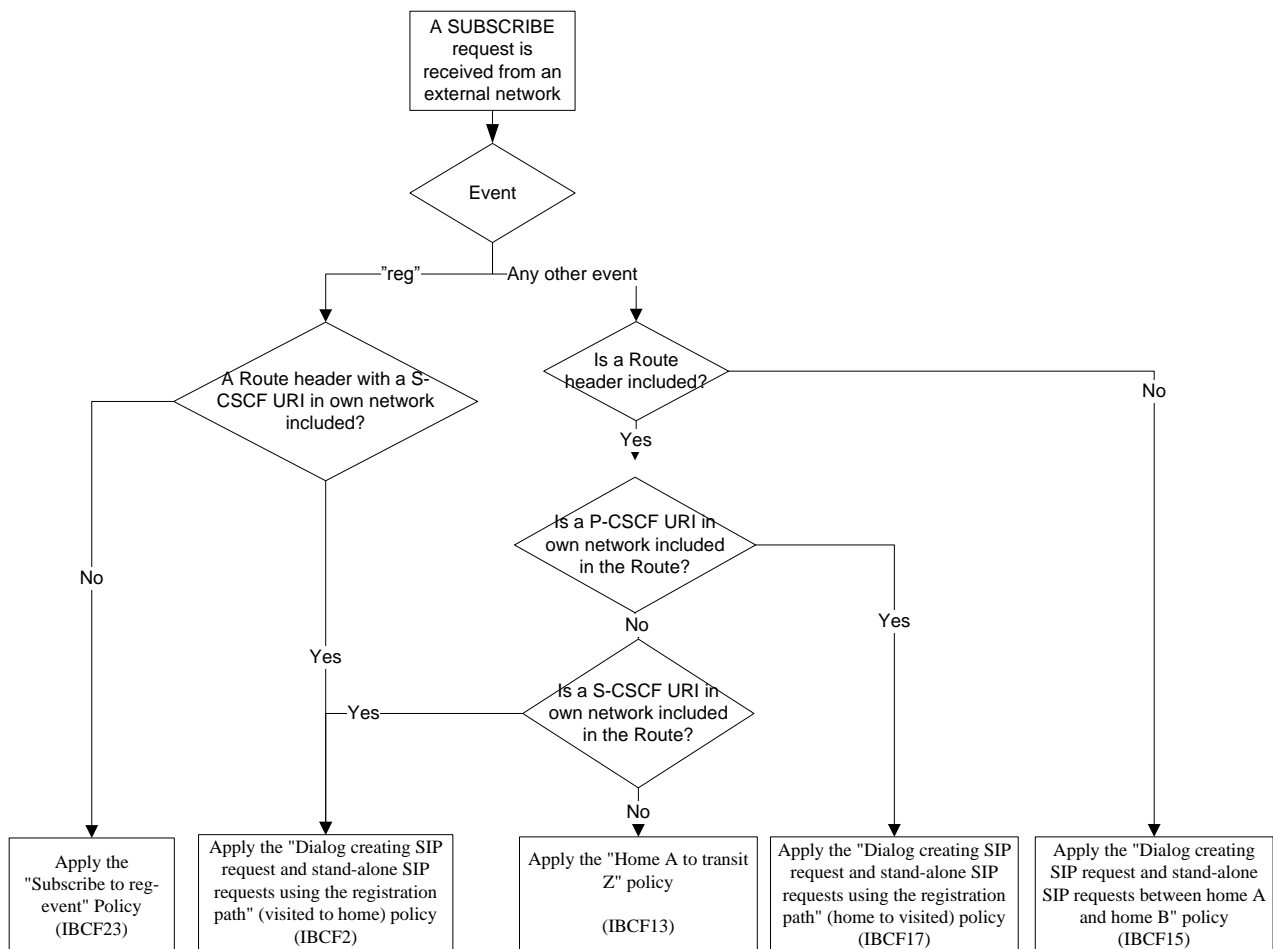 A SUBSCRIBE
request is
received from an
external network
Event
”reg”
Any other event
A Route header with a S-
CSCF URI in own network
included?
Is a Route
header included?
No
Yes
Is a P-CSCF URI in
own network included
in the Route?
No
No
Yes
Yes
Is a S-CSCF URI in
own network included
in the Route?
Yes
No
Apply the
"Subscribe to reg-
event" Policy
(IBCF23)
Apply the "Dialog creating SIP
request and stand-alone SIP
requests using the registration
path" (visited to home) policy
(IBCF2)
Apply the "Home A to transit
Z" policy
(IBCF13)
Apply the "Dialog creating SIP
request and stand-alone SIP
requests using the registration
path" (home to visited) policy
(IBCF17)
Apply the "Dialog creating
SIP request and stand-alone
SIP requests between home A
and home B" policy
(IBCF15)